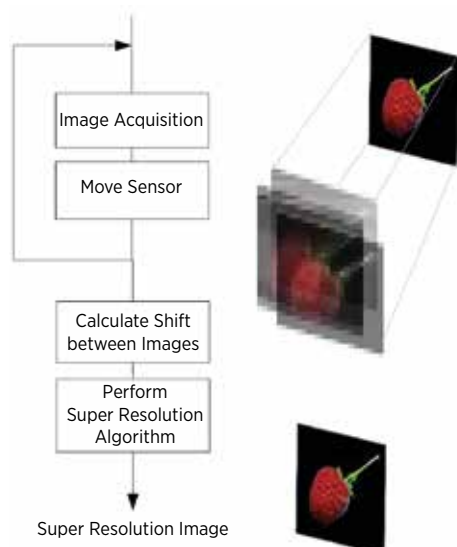 Image Acquisition
Move Sensor
Calculate Shift
between Images
Perform
Super Resolution
Algorithm
Super Resolution Image